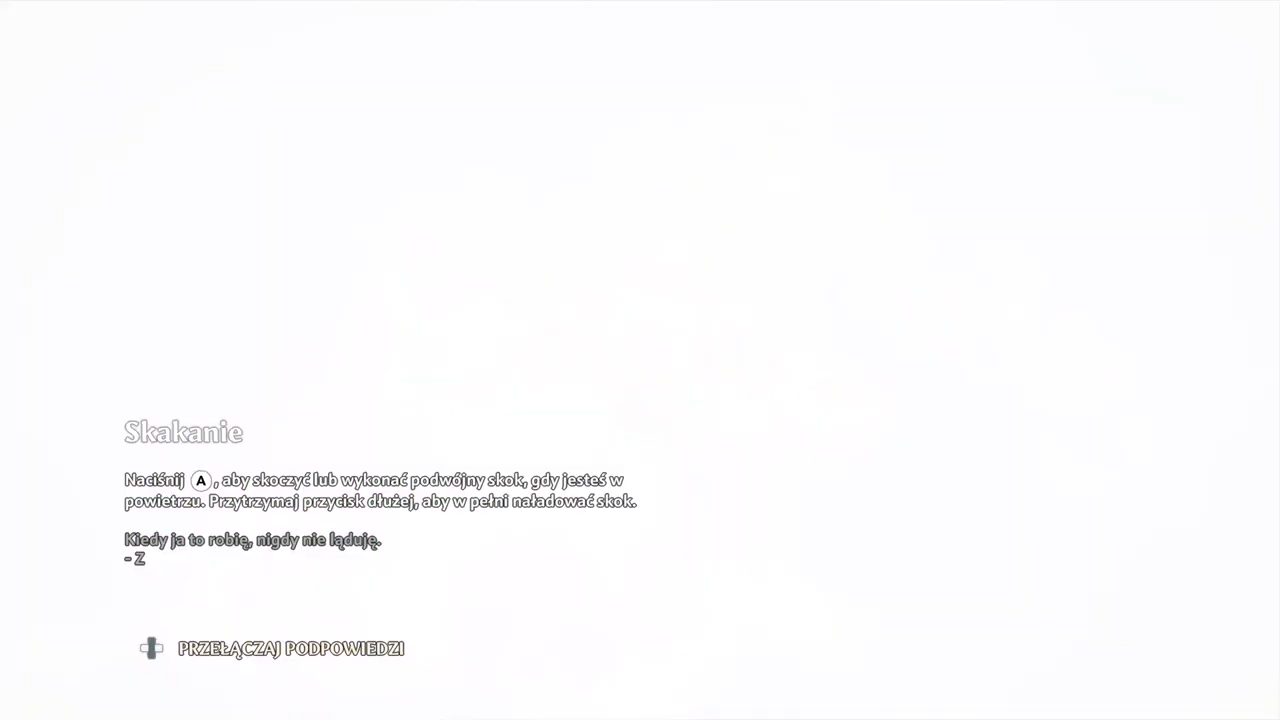 Skakanie
Naciśnij A, aby skoczyć lub wykonać podwójny skok, gdy jesteś w
powietrzu. Przytrzymaj przycisk dłużej, aby w pełni naładować skok.
Kiedy ja to robię, nigdy nie ląduję.
- Z
PRZEŁĄCZAJ PODPOWIEDZI